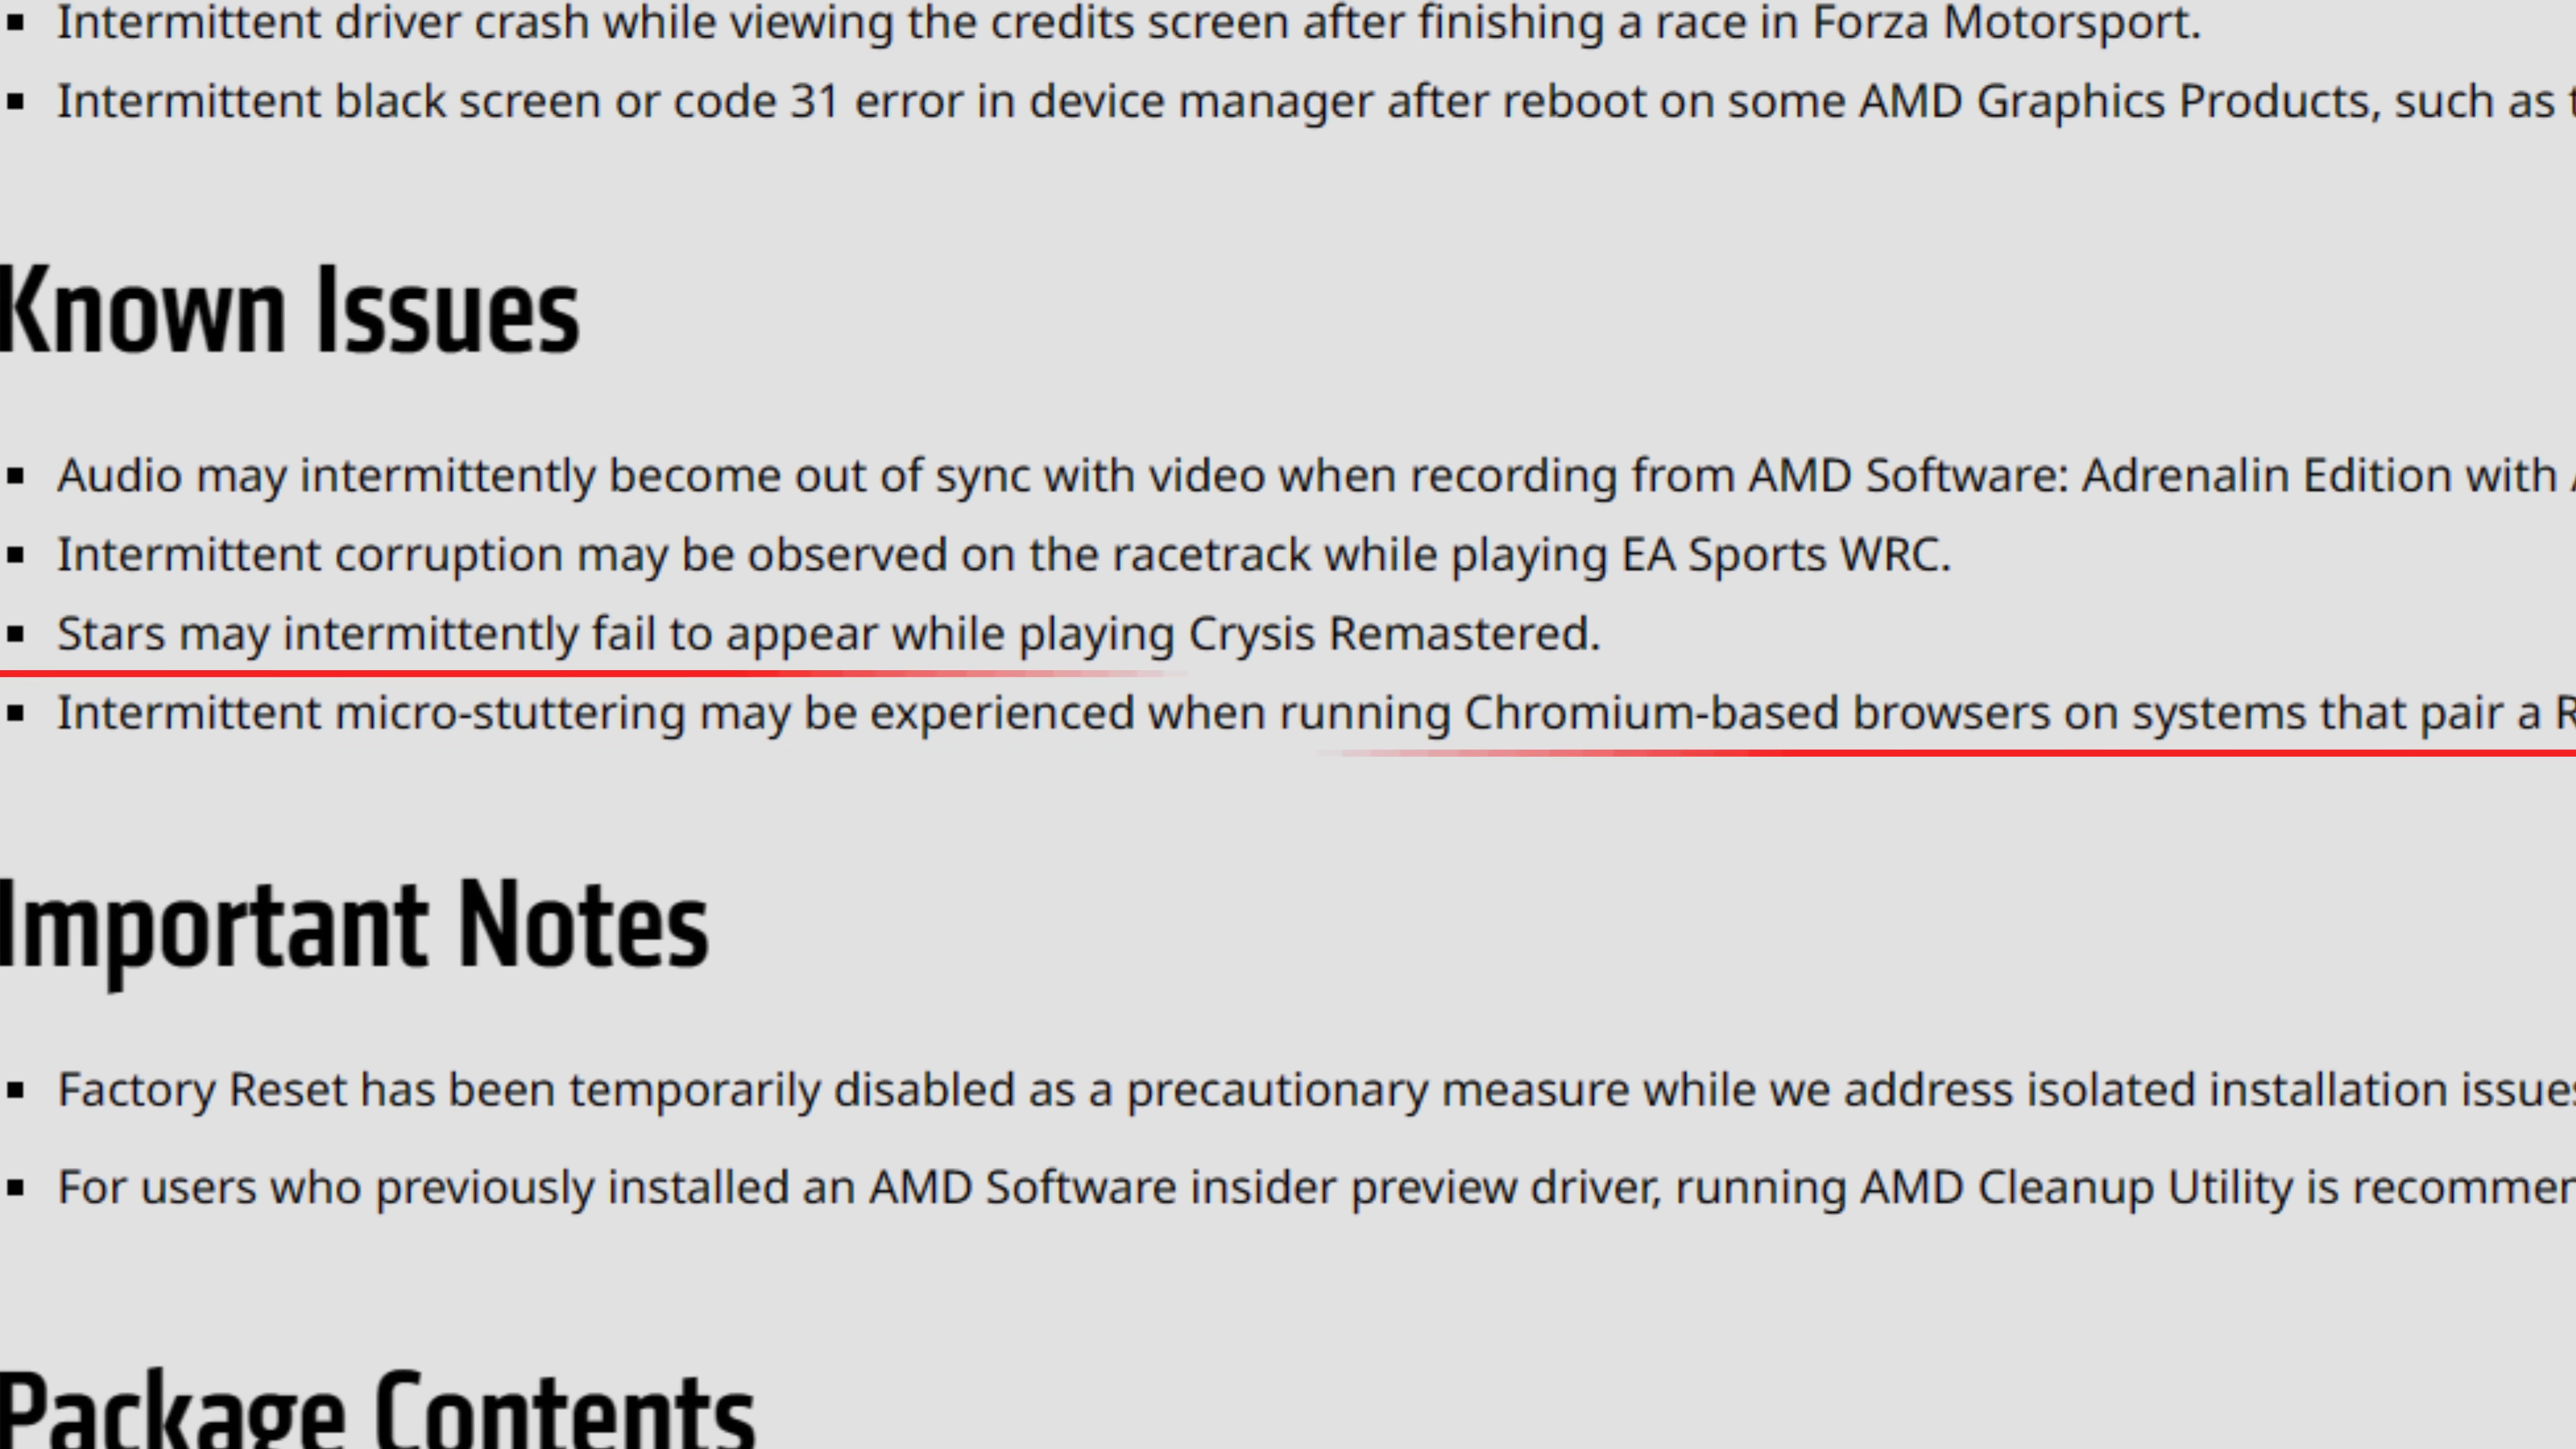 Intermittent driver crash while viewing the credits screen after finishing a race in Forza Motorsport.
Intermittent black screen or code 31 error in device manager after reboot on some AMD Graphics Products, such as
Known Issues
Audio may intermittently become out of sync with video when recording from AMD Software: Adrenalin Edition with
Intermittent corruption may be observed on the racetrack while playing EA Sports WRC.
Stars may intermittently fail to appear while playing Crysis Remastered.
Intermittent micro-stuttering may be experienced when running Chromium-based browsers on systems that pair a
Important Notes
Factory Reset has been temporarily disabled as a precautionary measure while we address isolated installation issues
For users who previously installed an AMD Software insider preview driver, running AMD Cleanup Utility is
Package Contents